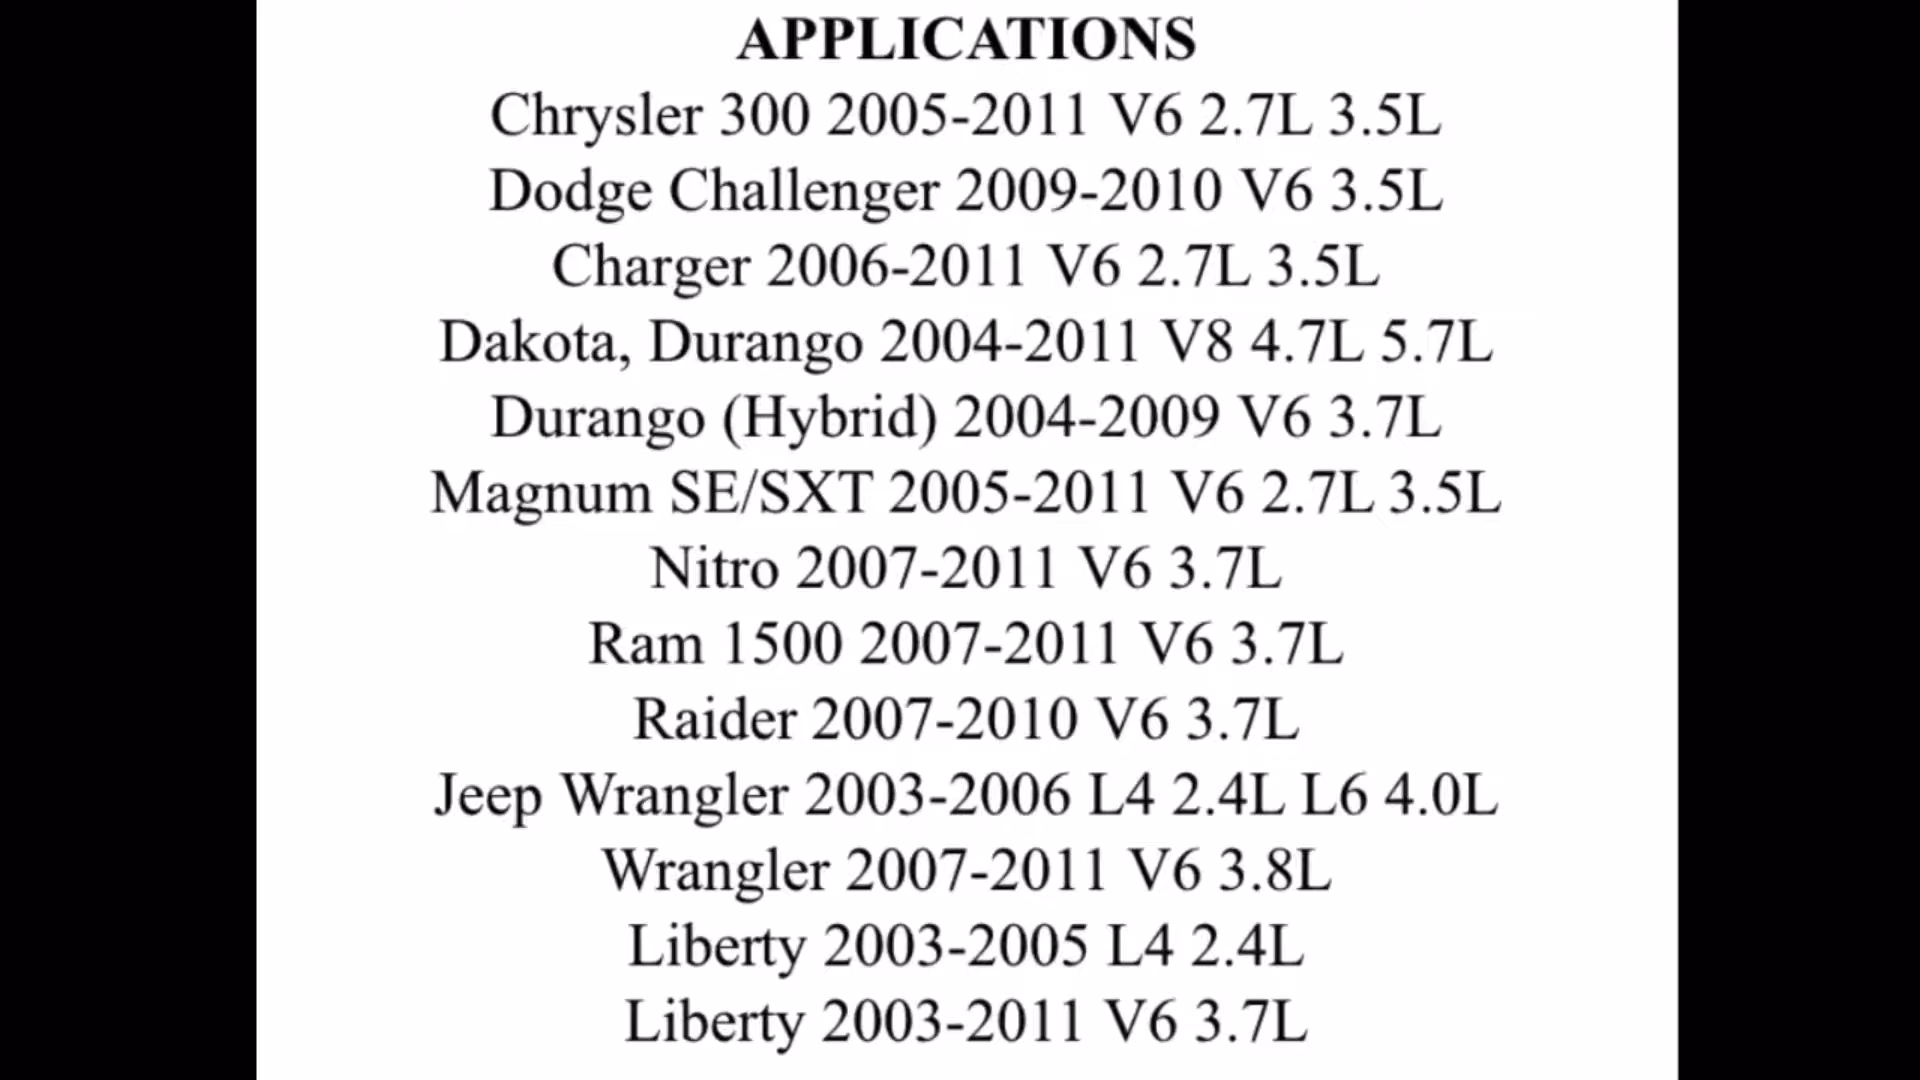 APPLICATIONS
Chrysler 300 2005-2011 V6 2.7L 3.5L
Dodge Challenger 2009-2010 V6 3.5L
Charger 2006-2011 V6 2.7L 3.5L
Dakota, Durango 2004-2011 V8 4.7L 5.7L
Durango (Hybrid) 2004-2009 V6 3.7L
Magnum SE/SXT 2005-2011 V6 2.7L 3.5L
Nitro 2007-2011 V6 3.7L
Ram 1500 2007-2011 V6 3.7L
Raider 2007-2010 V6 3.7L
Jeep Wrangler 2003-2006 L4 2.4L L6 4.0L
Wrangler 2007-2011 V6 3.8L
Liberty 2003-2005 L4 2.4L
Liberty 2003-2011 V6 3.7L